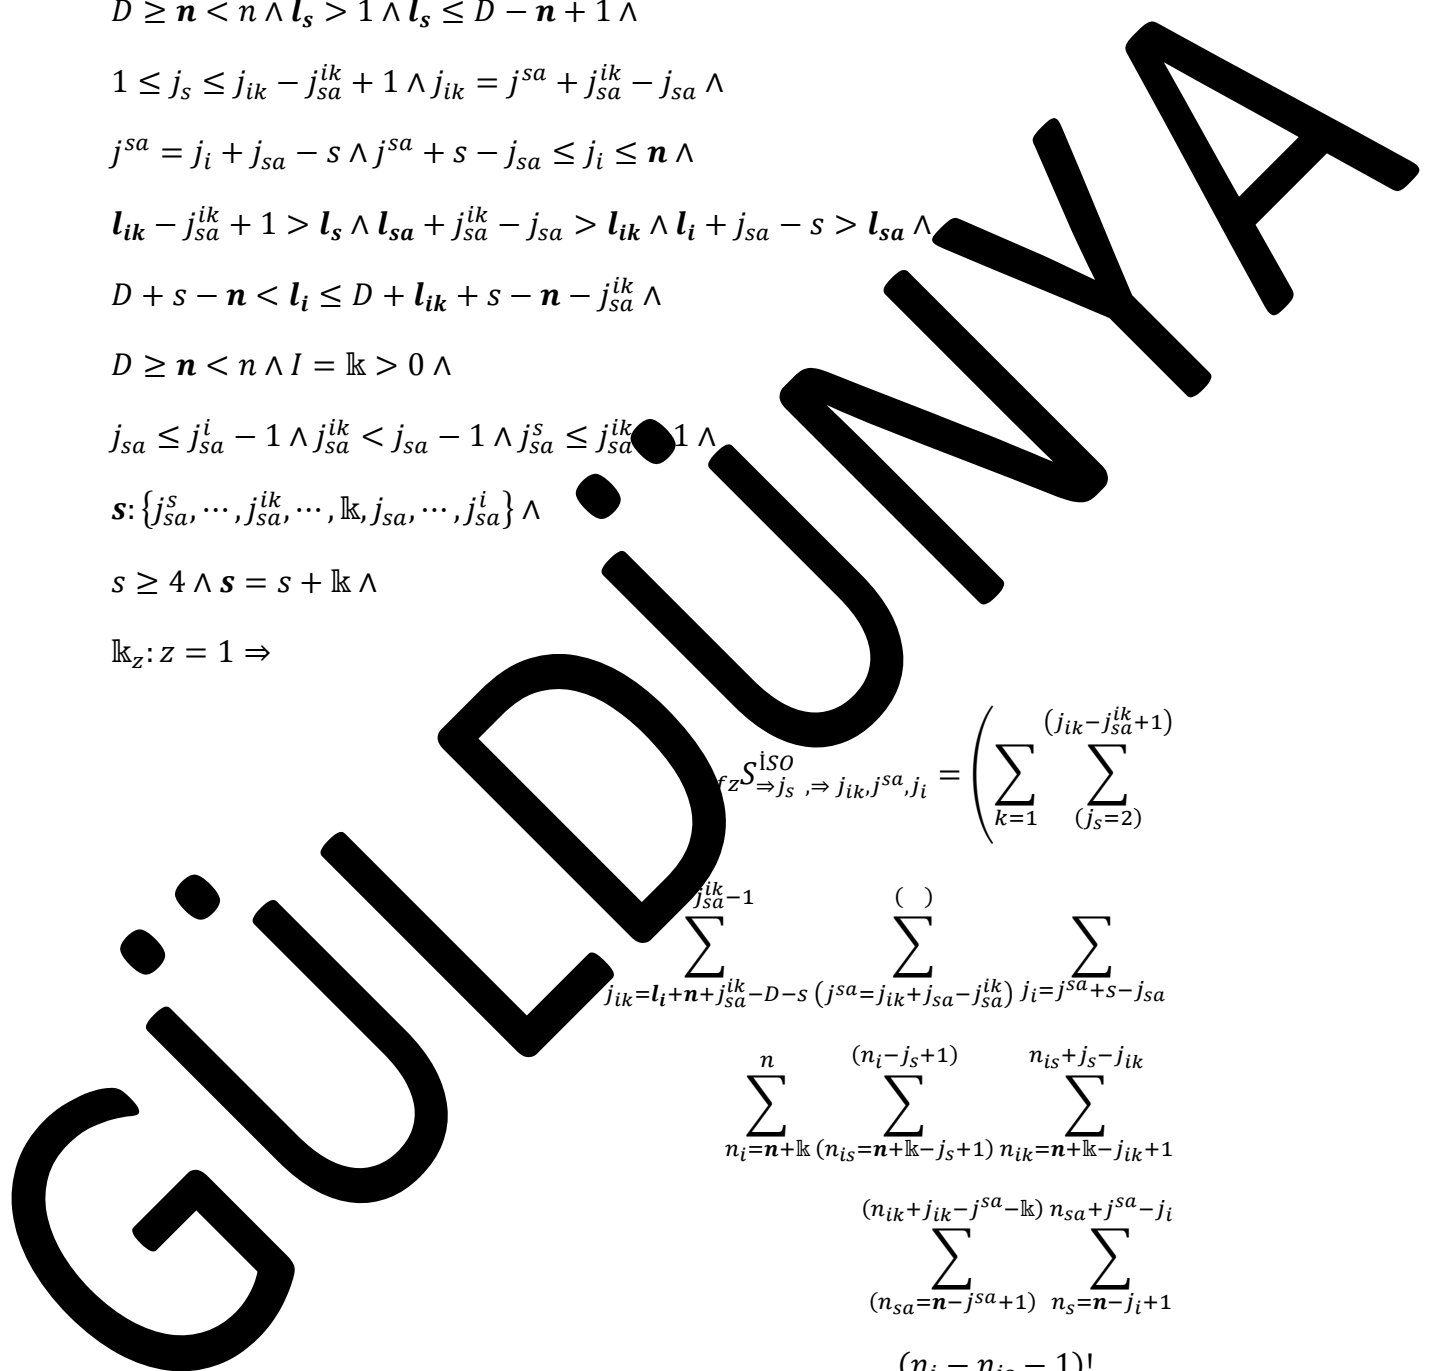 D ≥ 𝒏 < n ∧ 𝒍_𝒔 > 1 ∧ 𝒍_𝒔 ≤ D − 𝒏 + 1 ∧
1 ≤ j_s ≤ j_{ik} − j_{sa}^{ik} + 1 ∧ j_{ik} = j^{sa} + j_{sa}^{ik} − j_{sa} ∧
j^{sa} = j_i + j_{sa} − s ∧ j^{sa} + s − j_{sa} ≤ j_i ≤ 𝒏 ∧
𝒍_{𝒊𝒌} − j_{sa}^{ik} + 1 > 𝒍_𝒔 ∧ 𝒍_{𝒔𝒂} + j_{sa}^{ik} − j_{sa} > 𝒍_{𝒊𝒌} ∧ 𝒍_𝒊 + j_{sa} − s > 𝒍_{𝒔𝒂} ∧
D + s − 𝒏 < 𝒍_𝒊 ≤ D + 𝒍_{𝒊𝒌} + s − 𝒏 − j_{sa}^{ik} ∧
D ≥ 𝒏 < n ∧ I = 𝕜 > 0 ∧
j_{sa} ≤ j_{sa}^{i} − 1 ∧ j_{sa}^{ik} < j_{sa} − 1 ∧ j_{sa}^{s} ≤ j_{sa}^{ik} 1 ∧
𝒔: {j_{sa}^{s}, ⋯ , j_{sa}^{ik}, ⋯ , 𝕜, j_{sa}, ⋯ , j_{sa}^{i}} ∧
s ≥ 4 ∧ 𝒔 = s + 𝕜 ∧
𝕜_z: z = 1 ⇒
_{fz}S_{⇒j_s ,⇒ j_{ik},j^{sa},j_i}^{İSO} = ( ∑_{k=1} ∑_{(j_s=2)}^{(j_{ik}−j_{sa}^{ik}+1)}
∑_{j_{ik}=𝒍_𝒊+𝒏+j_{sa}^{ik}−D−s}^{j_{sa}^{ik}−1} ∑_{(j^{sa}=j_{ik}+j_{sa}−j_{sa}^{ik})}^{( )} ∑_{j_i=j^{sa}+s−j_{sa}}
∑_{n_i=𝒏+𝕜}^{n} ∑_{(n_{is}=𝒏+𝕜−j_s+1)}^{(n_i−j_s+1)} ∑_{n_{ik}=𝒏+𝕜−j_{ik}+1}^{n_{is}+j_s−j_{ik}}
∑_{(n_{sa}=𝒏−j^{sa}+1)}^{(n_{ik}+j_{ik}−j^{sa}−𝕜)} ∑_{n_s=𝒏−j_i+1}^{n_{sa}+j^{sa}−j_i}
(n_i − n_{is} − 1)!
GÜLDÜNYA